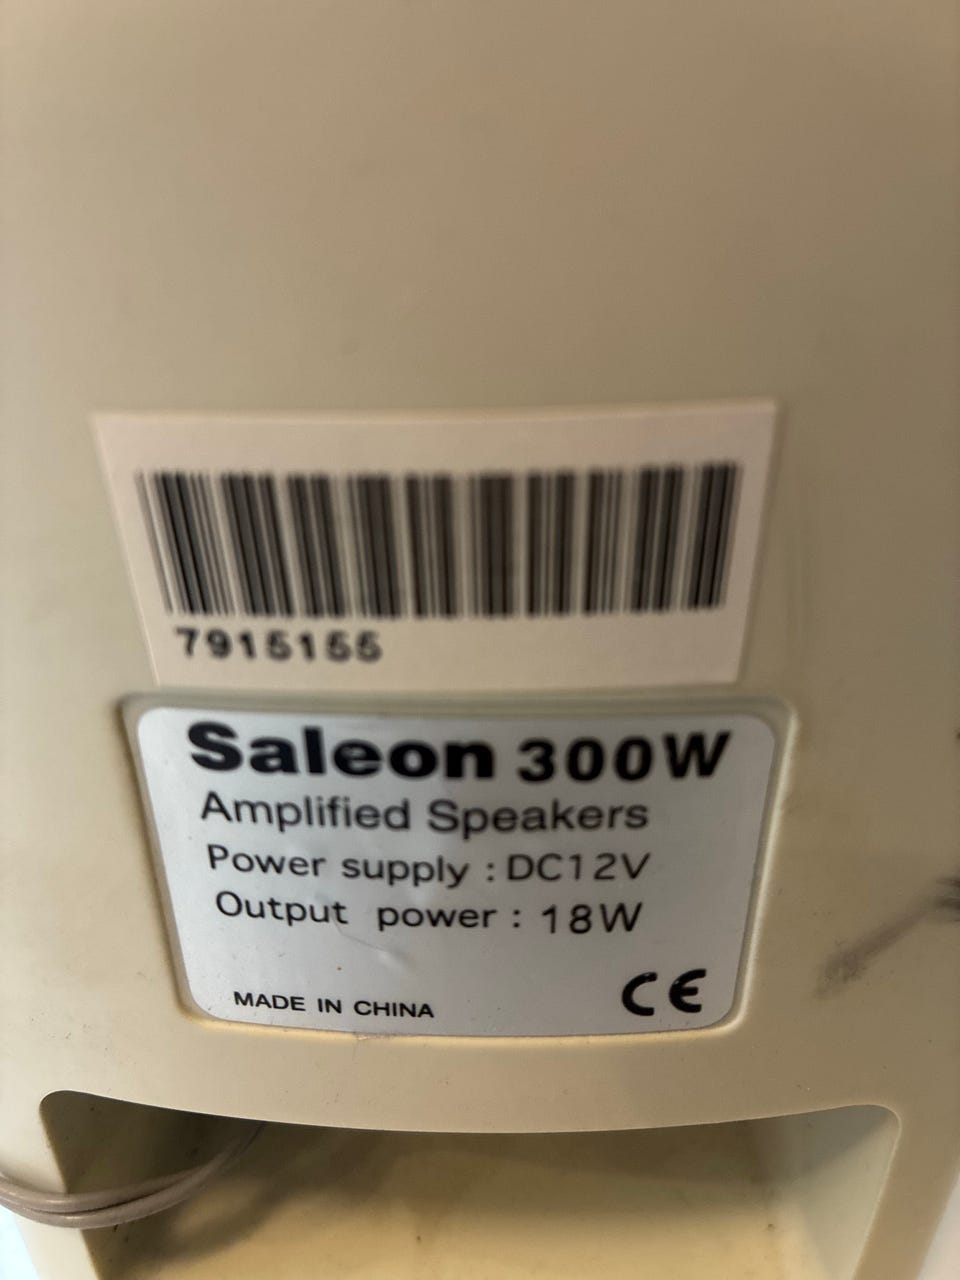 7915155
Saleon 300W
Amplified Speakers
Power supply : DC12V
Output power : 18W
MADE IN CHINA
CE